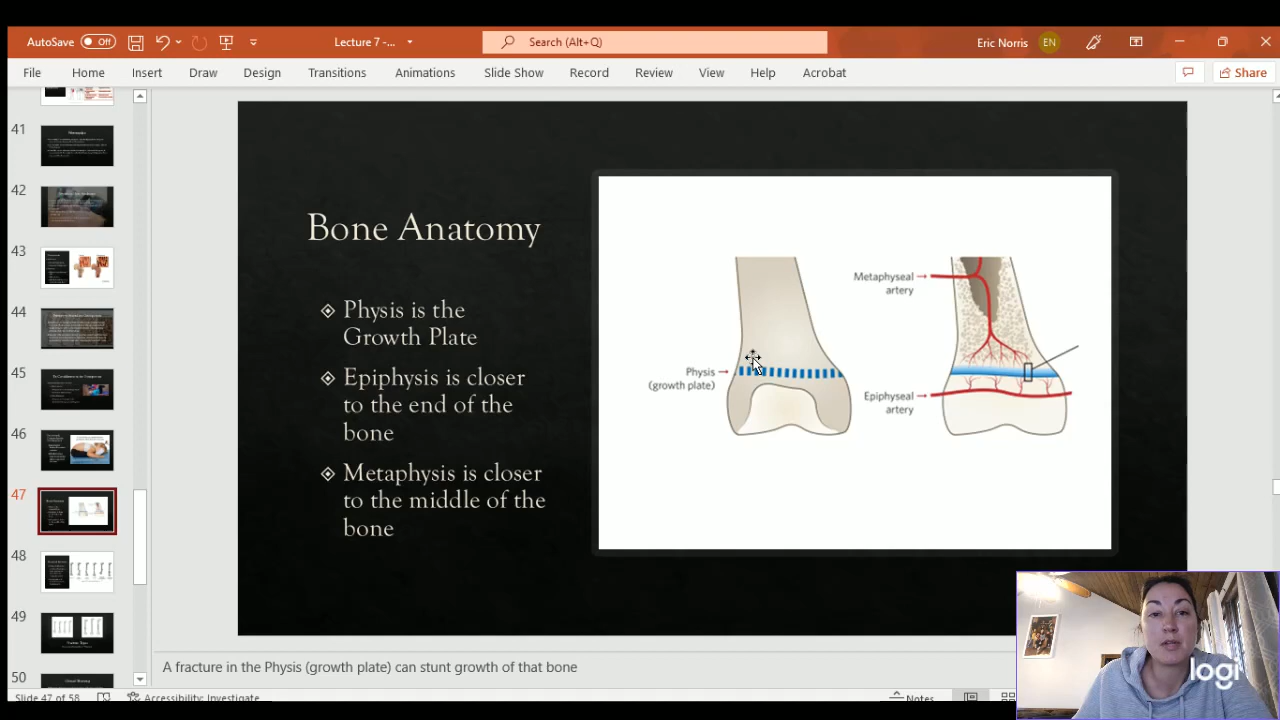 AutoSave Off
Lecture 7 -...
Search (Alt+Q)
Eric Norris EN
File Home Insert Draw Design Transitions Animations Slide Show Record Review View Help Acrobat
Share
41
42
43
44
45
46
47
48
49
50
Bone Anatomy
Physis is the
Growth Plate
Epiphysis is closer
to the end of the
bone
Metaphysis is closer
to the middle of the
bone
Physis
(growth plate)
Metaphyseal
artery
Epiphyseal
artery
A fracture in the Physis (growth plate) can stunt growth of that bone
Slide 47 of 58
Accessibility: Investigate
Notes
logi